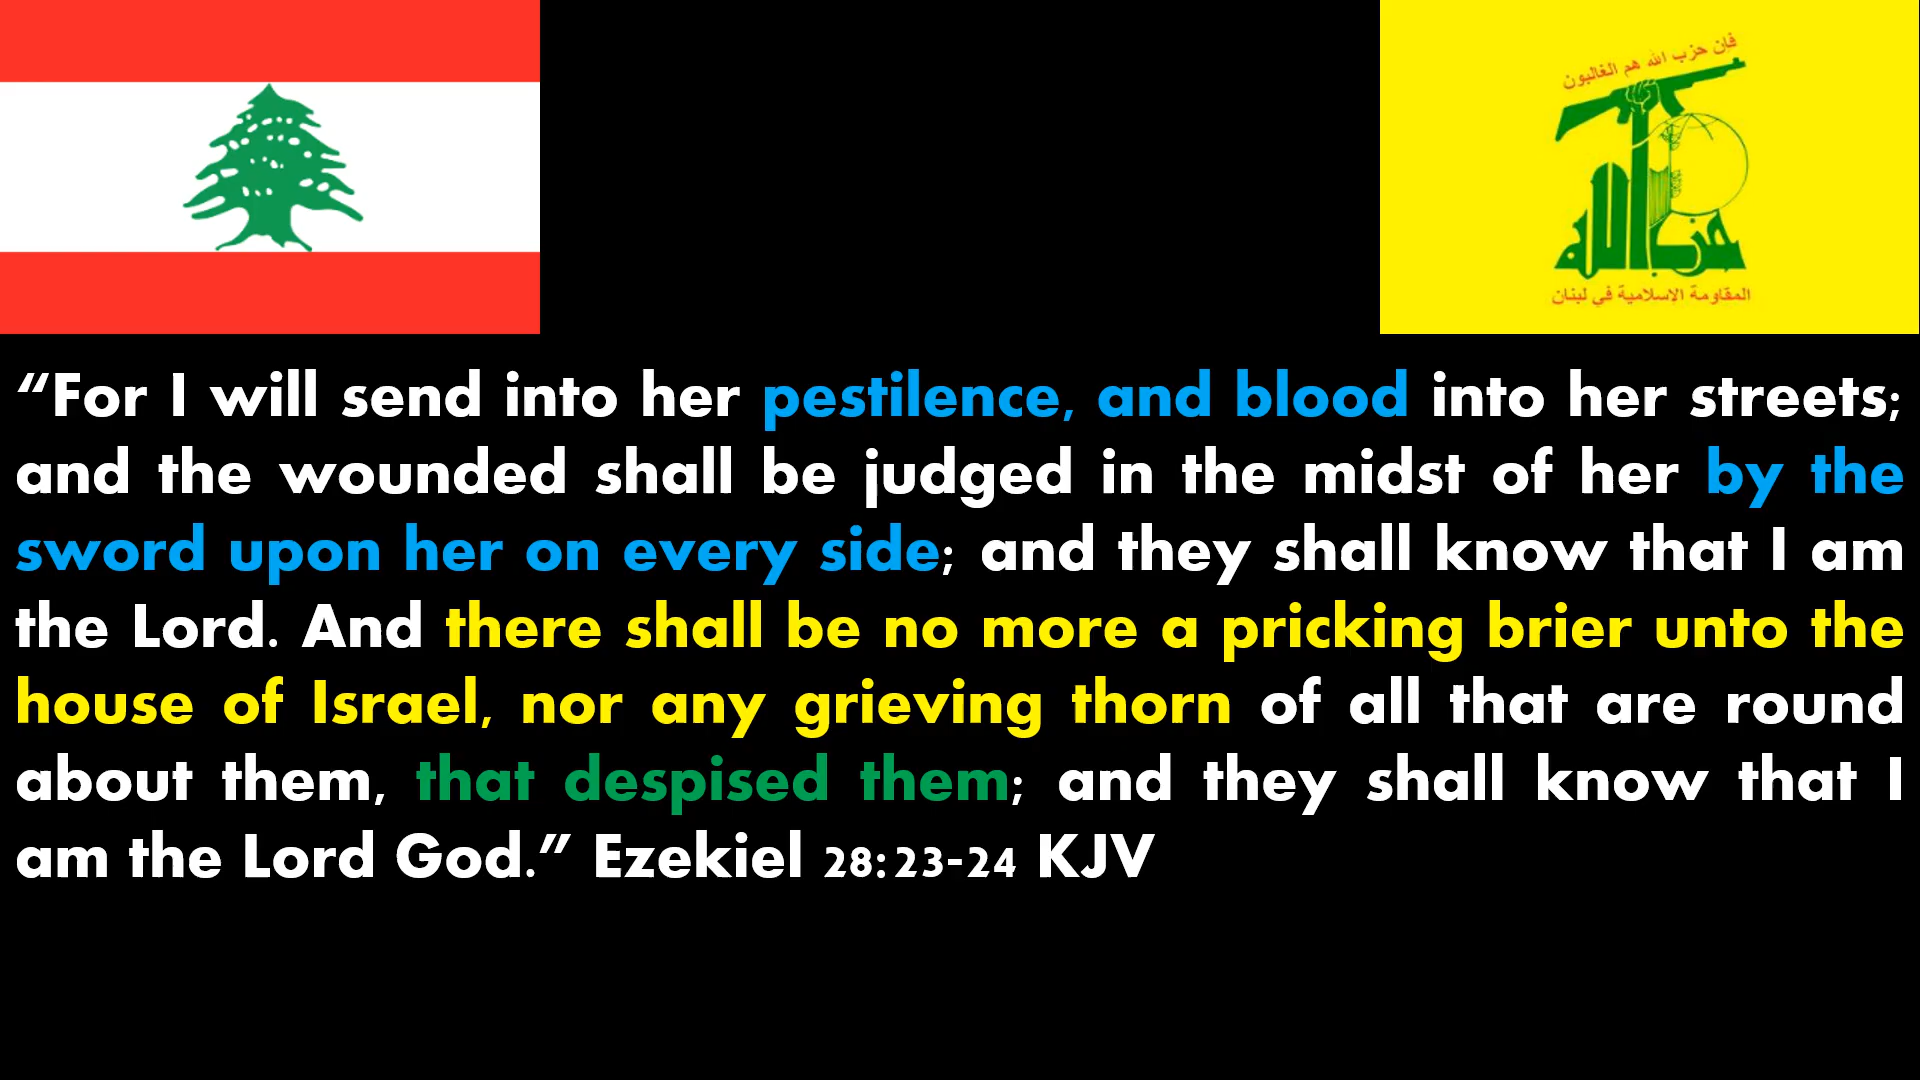 فإن حزب الله هم الغالبون
حزب الله
المقاومة الإسلامية في لبنان
“For I will send into her pestilence, and blood into her streets;
and the wounded shall be judged in the midst of her by the
sword upon her on every side; and they shall know that I am
the Lord. And there shall be no more a pricking brier unto the
house of Israel, nor any grieving thorn of all that are round
about them, that despised them; and they shall know that I
am the Lord God.” Ezekiel 28:23-24 KJV